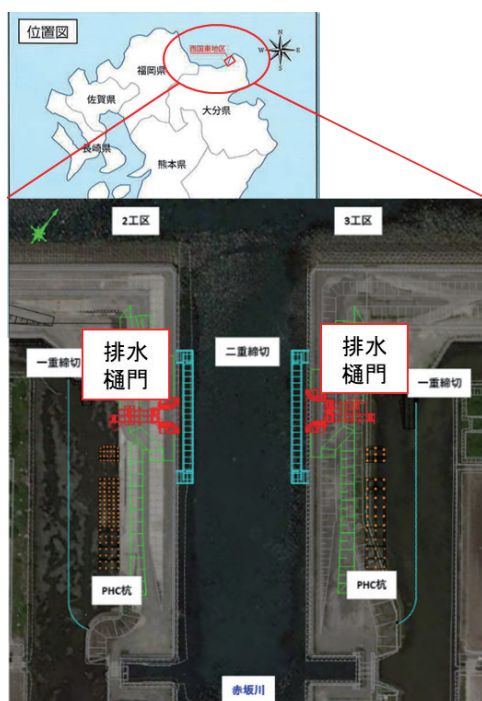 位置図
西国東地区
N
W
E
S
福岡県
佐賀県
大分県
長崎県
熊本県
2工区
3工区
排水
樋門
二重締切
排水
樋門
一重締切
一重締切
PHC杭
PHC杭
赤坂川